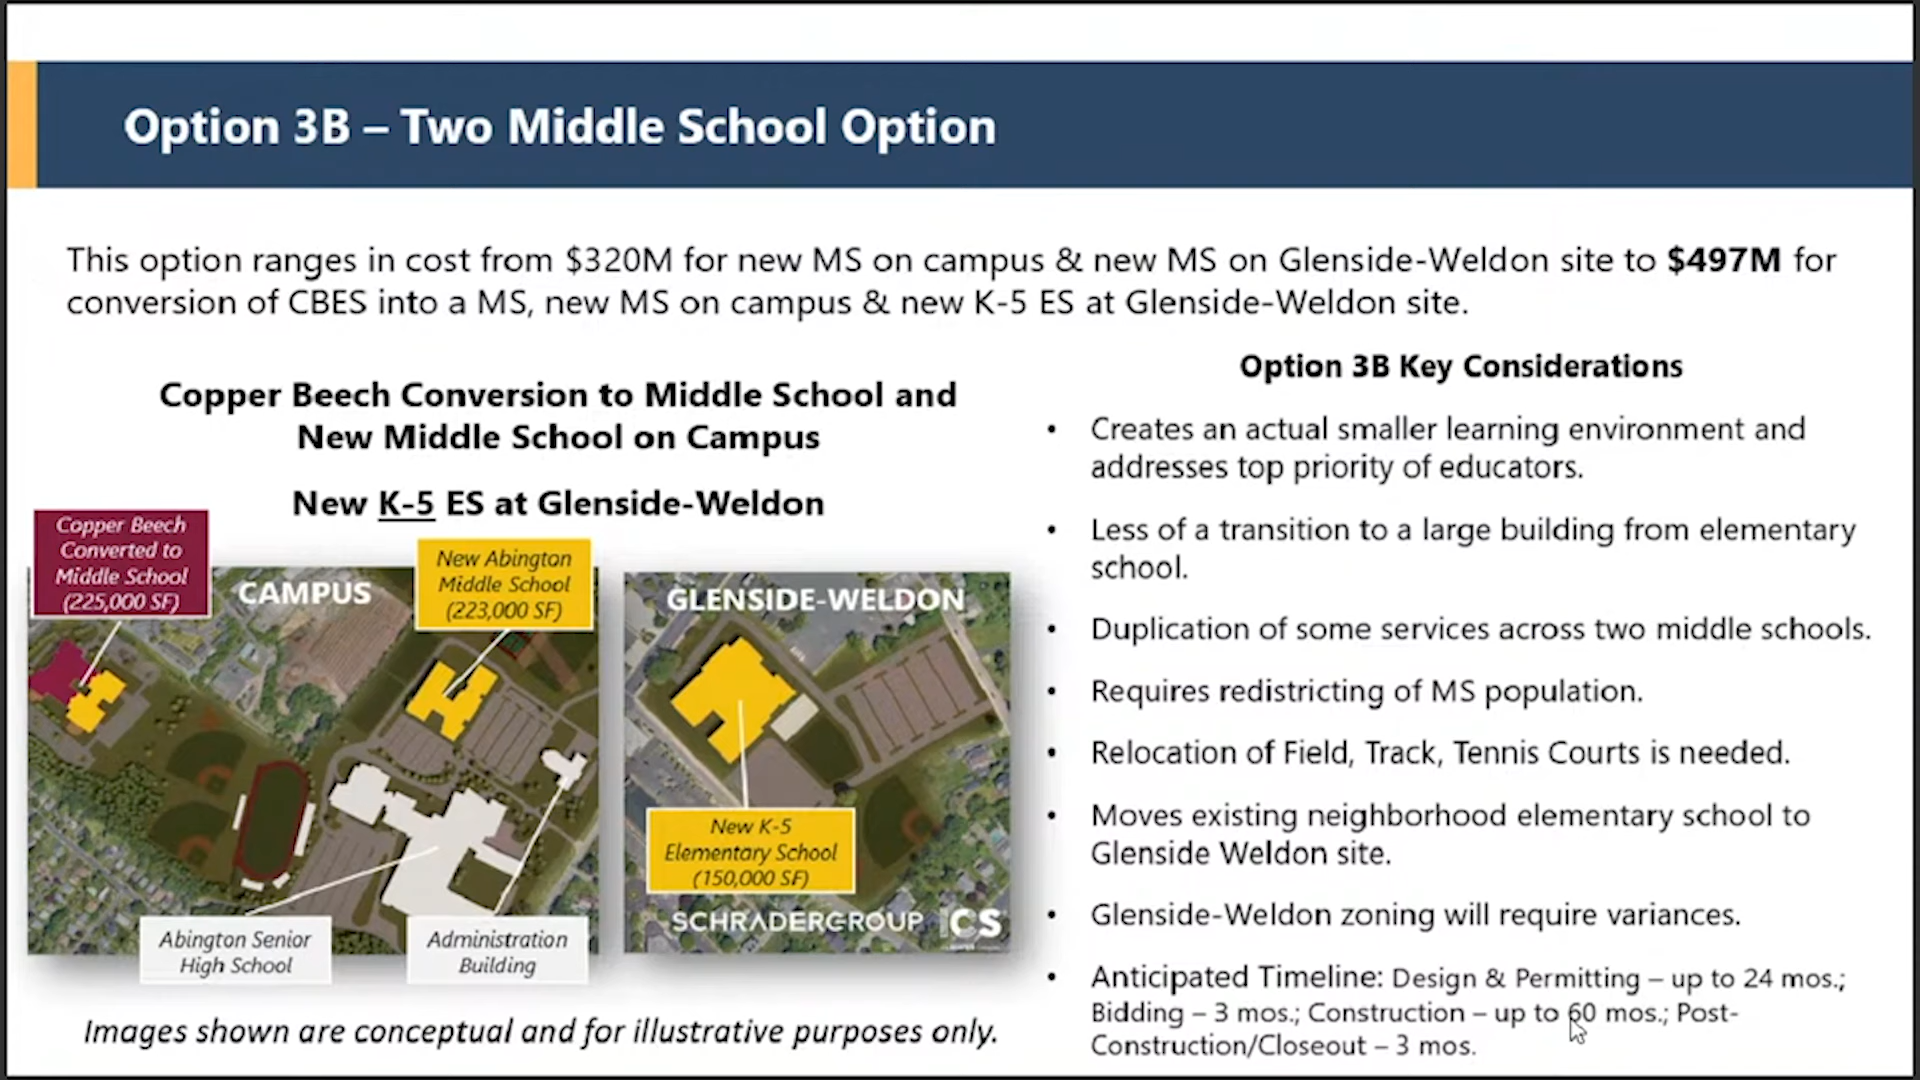 Option 3B – Two Middle School Option
This option ranges in cost from $320M for new MS on campus & new MS on Glenside-Weldon site to $497M for
conversion of CBES into a MS, new MS on campus & new K-5 ES at Glenside-Weldon site.
Copper Beech Conversion to Middle School and
New Middle School on Campus
New K-5 ES at Glenside-Weldon
Copper Beech
Converted to
Middle School
(225,000 SF)
CAMPUS
New Abington
Middle School
(223,000 SF)
Abington Senior
High School
Administration
Building
GLENSIDE-WELDON
New K-5
Elementary School
(150,000 SF)
SCHRADERGROUP
ICS
Images shown are conceptual and for illustrative purposes only.
Option 3B Key Considerations
• Creates an actual smaller learning environment and
addresses top priority of educators.
• Less of a transition to a large building from elementary
school.
• Duplication of some services across two middle schools.
• Requires redistricting of MS population.
• Relocation of Field, Track, Tennis Courts is needed.
• Moves existing neighborhood elementary school to
Glenside Weldon site.
• Glenside-Weldon zoning will require variances.
• Anticipated Timeline: Design & Permitting – up to 24 mos.;
Bidding – 3 mos.; Construction – up to 60 mos.; Post-
Construction/Closeout – 3 mos.